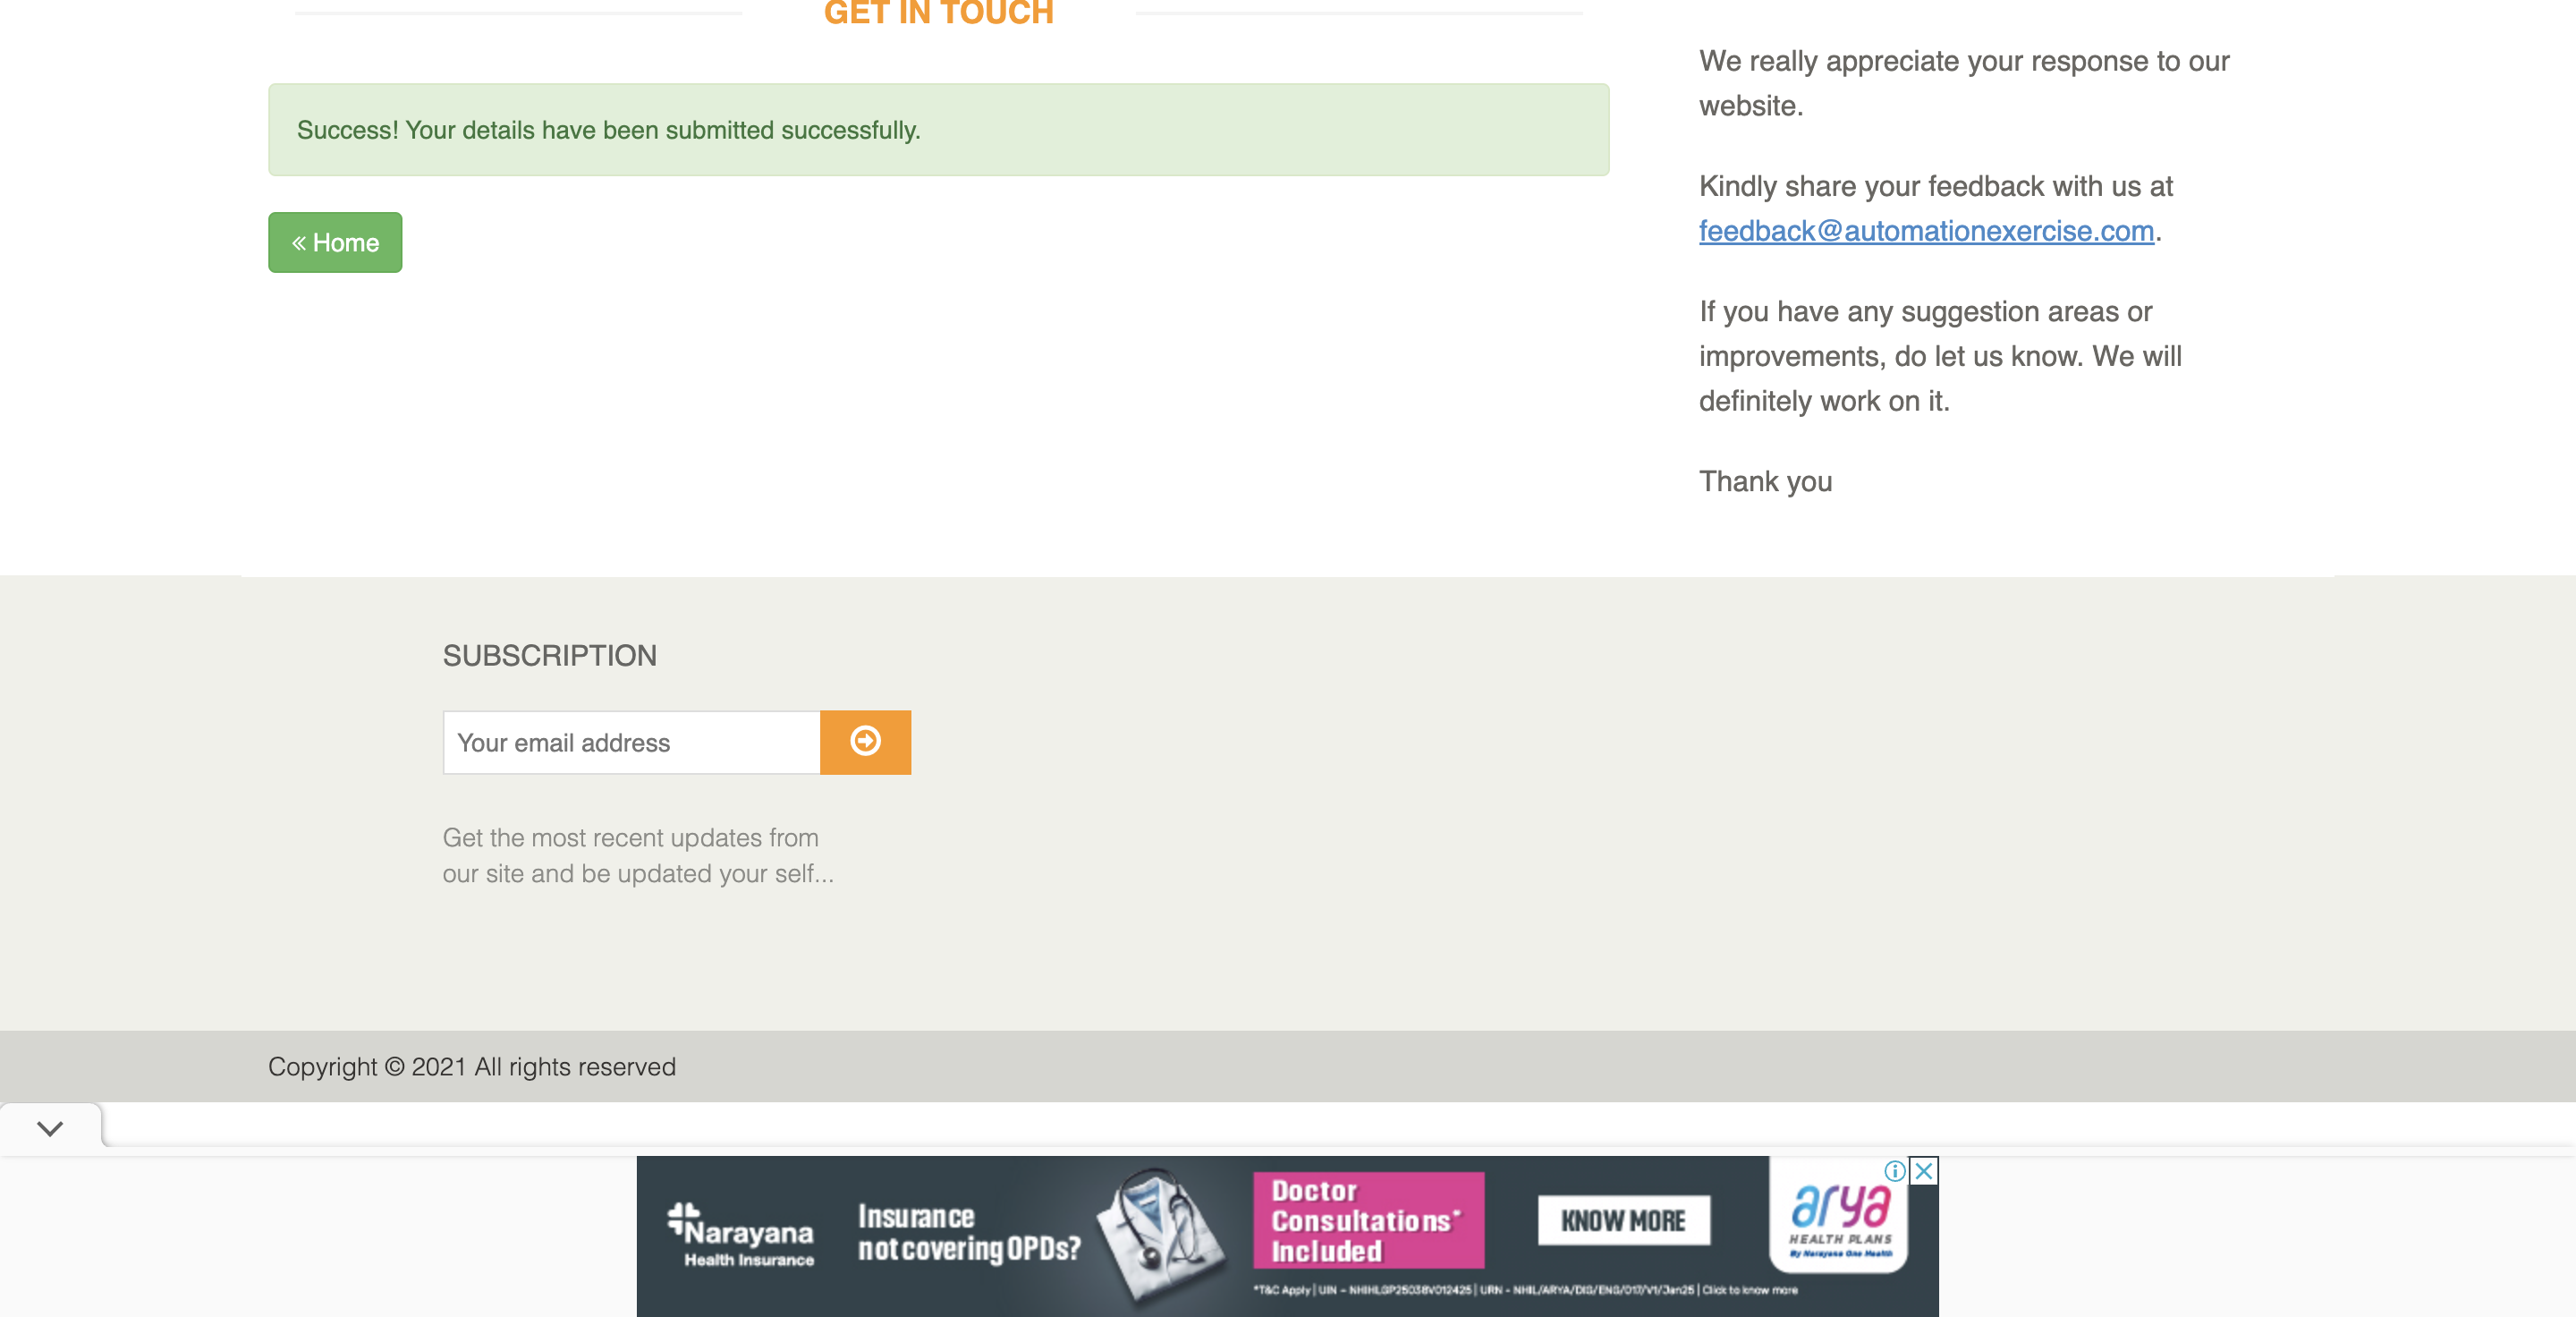 GET IN TOUCH
Success! Your details have been submitted successfully.
« Home
We really appreciate your response to our
website.
Kindly share your feedback with us at
feedback@automationexercise.com.
If you have any suggestion areas or
improvements, do let us know. We will
definitely work on it.
Thank you
SUBSCRIPTION
Your email address
Get the most recent updates from
our site and be updated your self...
Copyright © 2021 All rights reserved
Narayana
Health Insurance
Insurance
not covering OPDs?
Doctor
Consultations*
Included
KNOW MORE
arya
HEALTH PLANS
By Narayana One Health
*T&C Apply | UIN - NHIHLGP25038V012425 | URN - NHIL/ARYA/DIG/ENG/017/V1/Jan25 | Click to know more